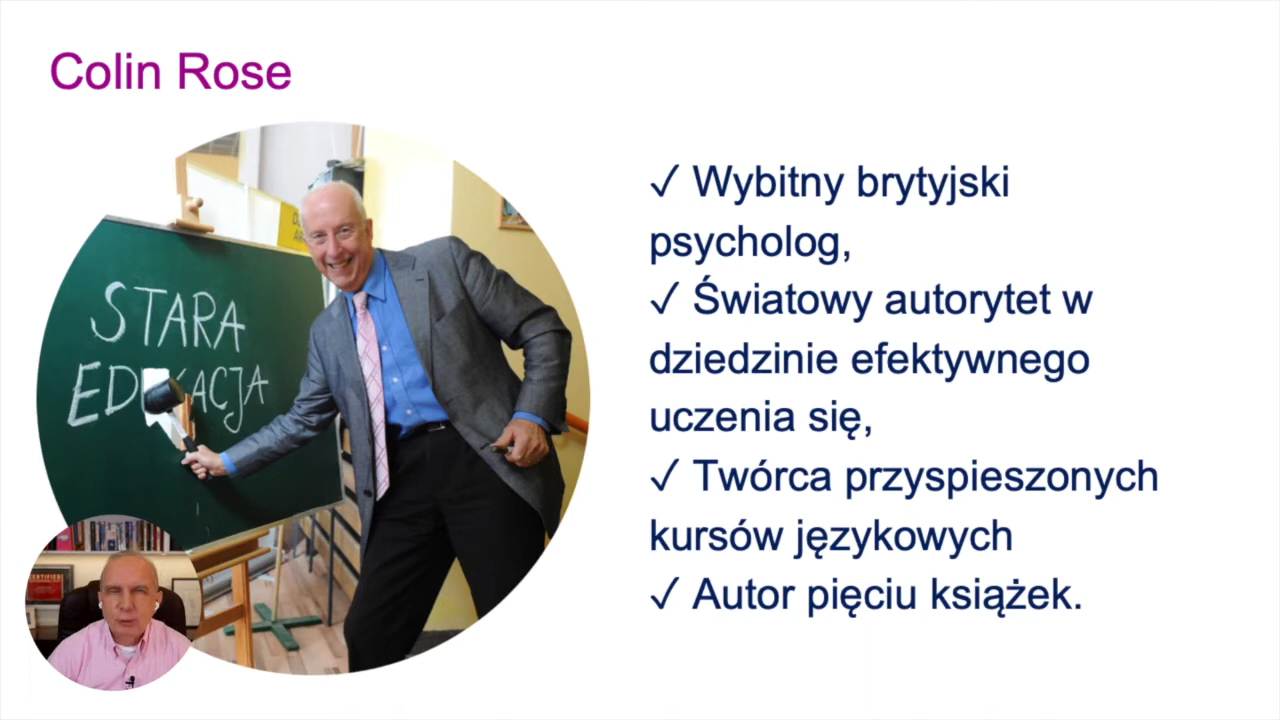 Colin Rose
✓ Wybitny brytyjski
psycholog,
✓ Światowy autorytet w
dziedzinie efektywnego
uczenia się,
✓ Twórca przyspieszonych
kursów językowych
✓ Autor pięciu książek.
STARA
EDUKACJA
CERTIFIED